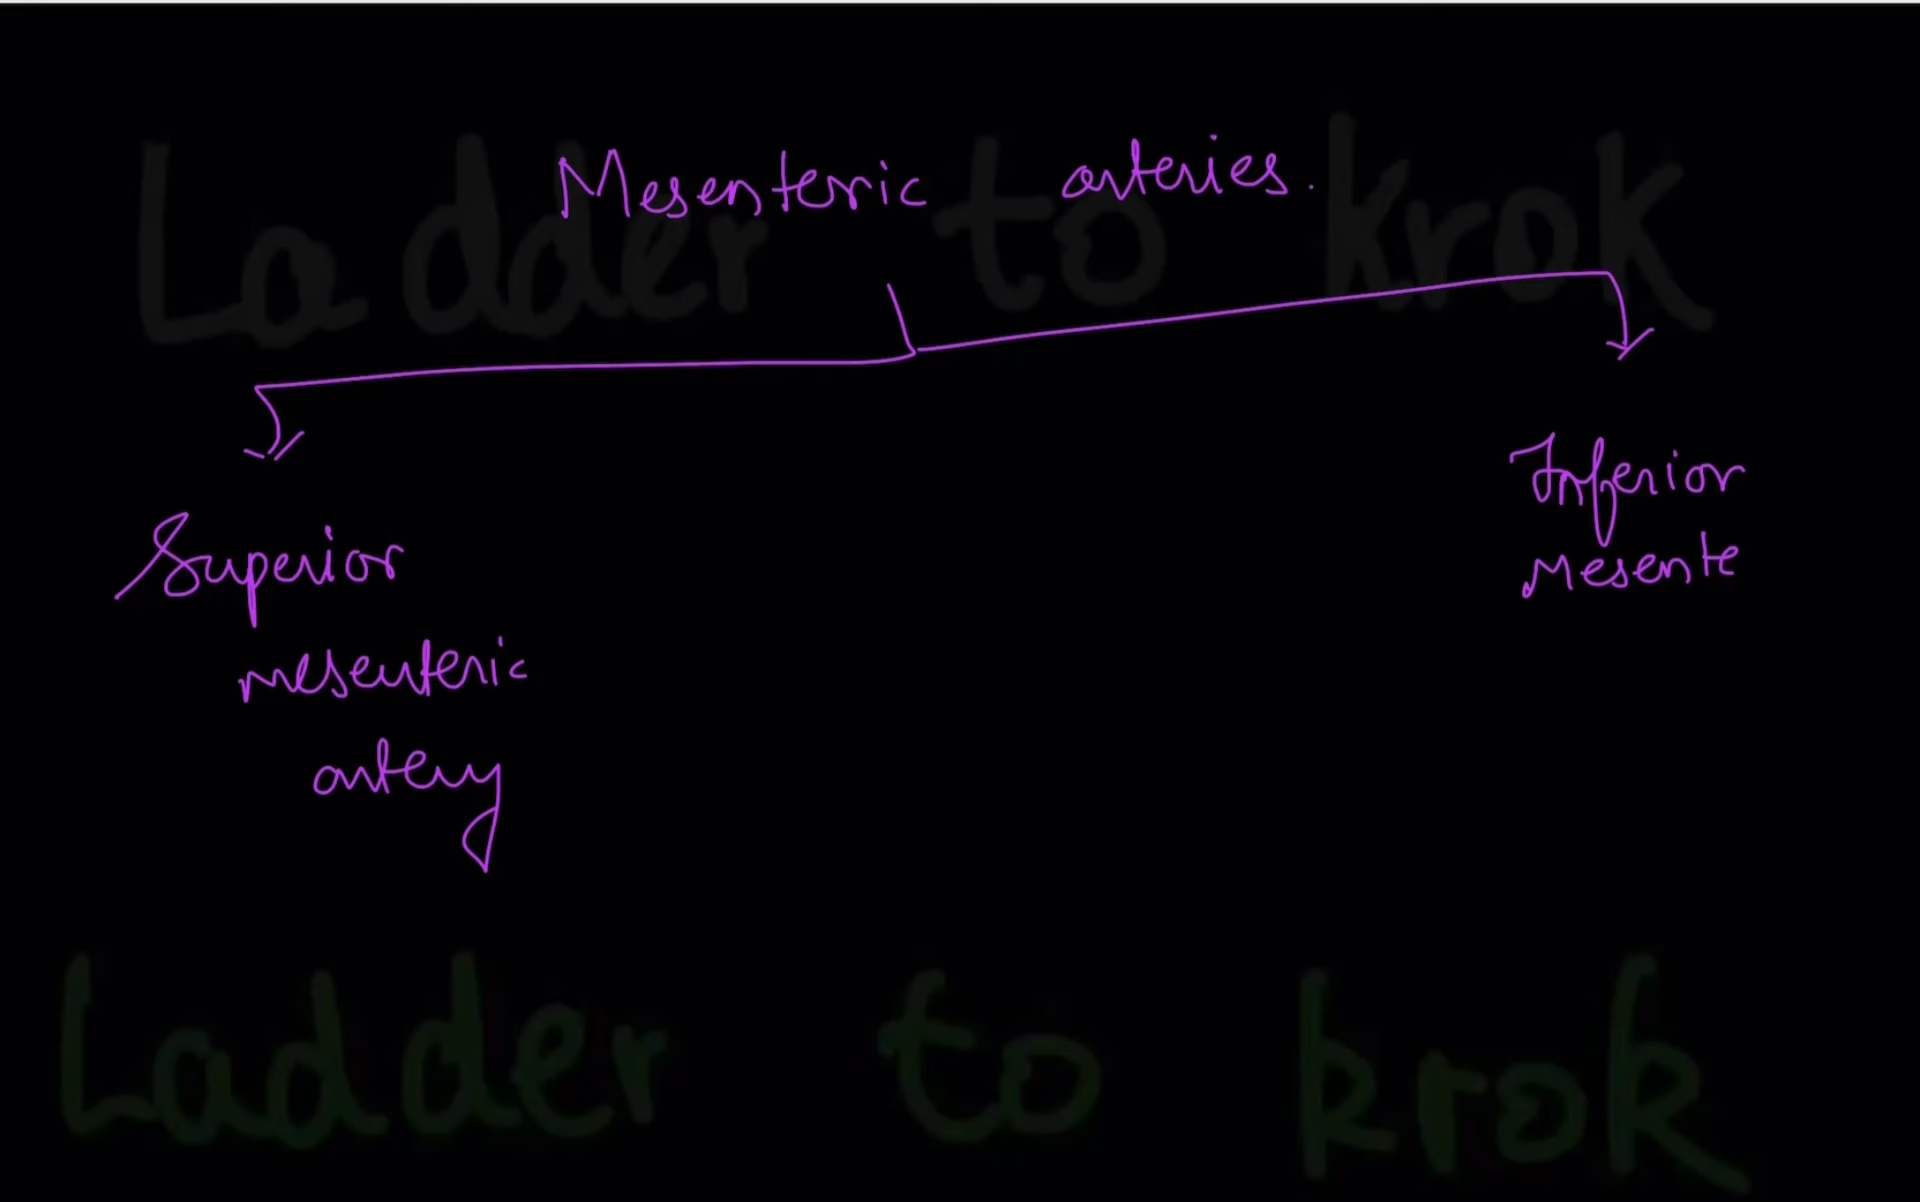 Ladder to krok
Mesenteric arteries.
Superior
mesenteric
artery
Inferior
Mesente
Ladder to krok